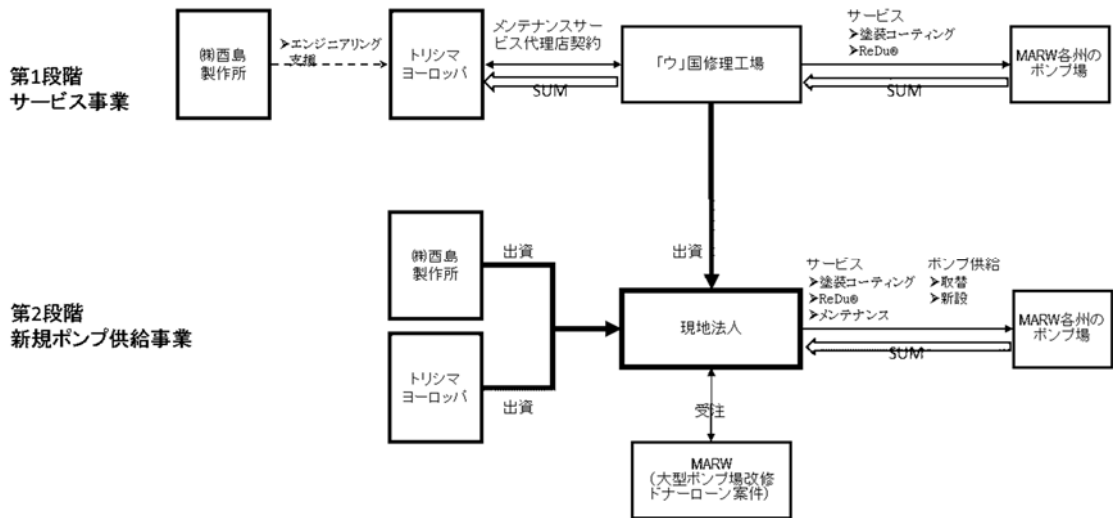 第1段階
サービス事業
㈱酉島
製作所
➤エンジニアリング
支援
トリシマ
ヨーロッパ
メンテナンスサー
ビス代理店契約
SUM
「ウ」国修理工場
サービス
➤塗装コーティング
➤ReDu®
SUM
MARW各州の
ポンプ場
第2段階
新規ポンプ供給事業
㈱酉島
製作所
出資
トリシマ
ヨーロッパ
出資
出資
現地法人
サービス
➤塗装コーティング
➤ReDu®
➤メンテナンス
ポンプ供給
➤取替
➤新設
SUM
MARW各州の
ポンプ場
受注
MARW
(大型ポンプ場改修
ドナーローン案件)